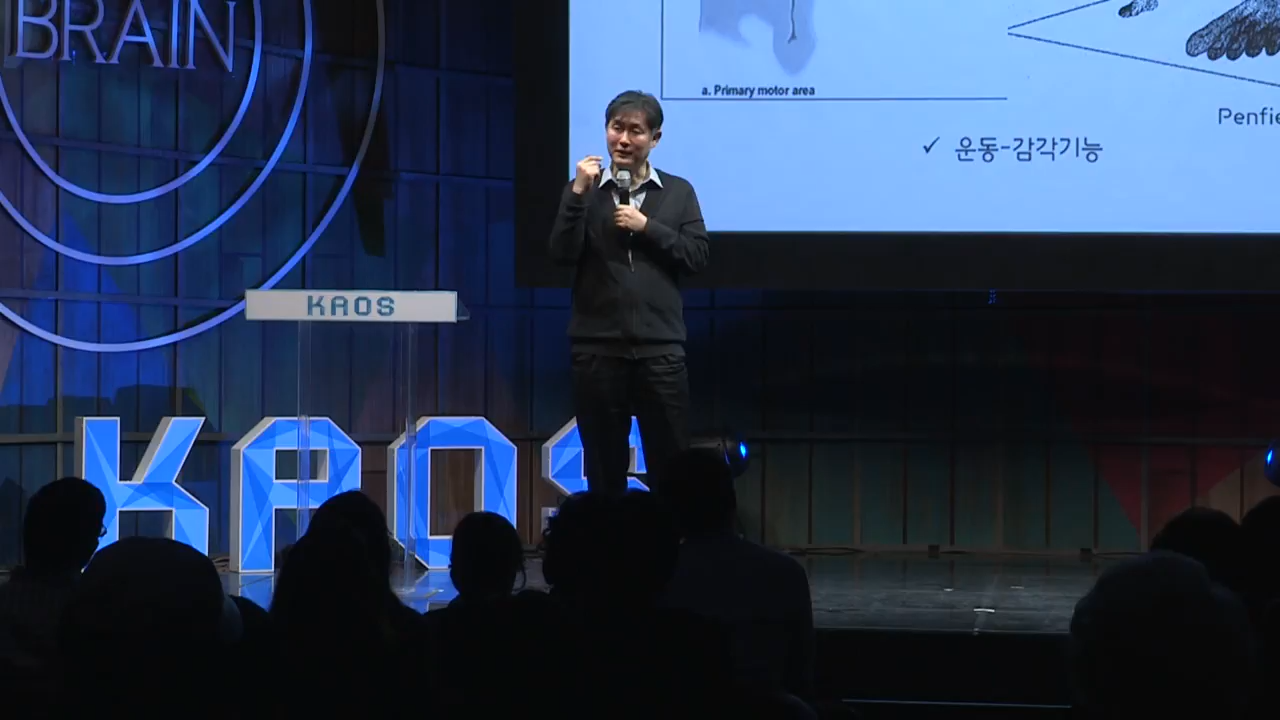 BRAIN
a. Primary motor area
Penfie
✓ 운동-감각기능
KAOS
KAOS